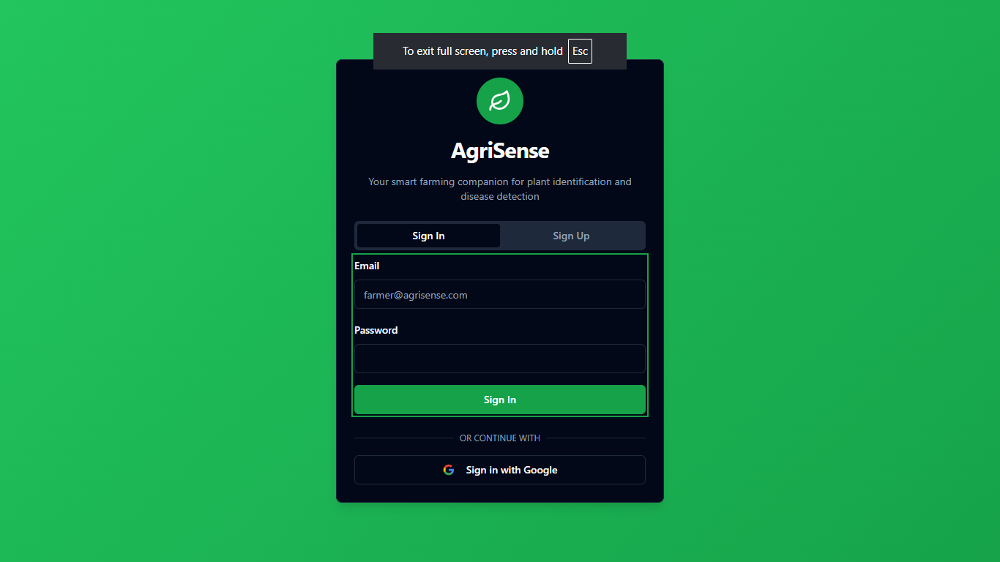 To exit full screen, press and hold Esc
AgriSense
Your smart farming companion for plant identification and
disease detection
Sign In
Sign Up
Email
farmer@agrisense.com
Password
Sign In
OR CONTINUE WITH
Sign in with Google